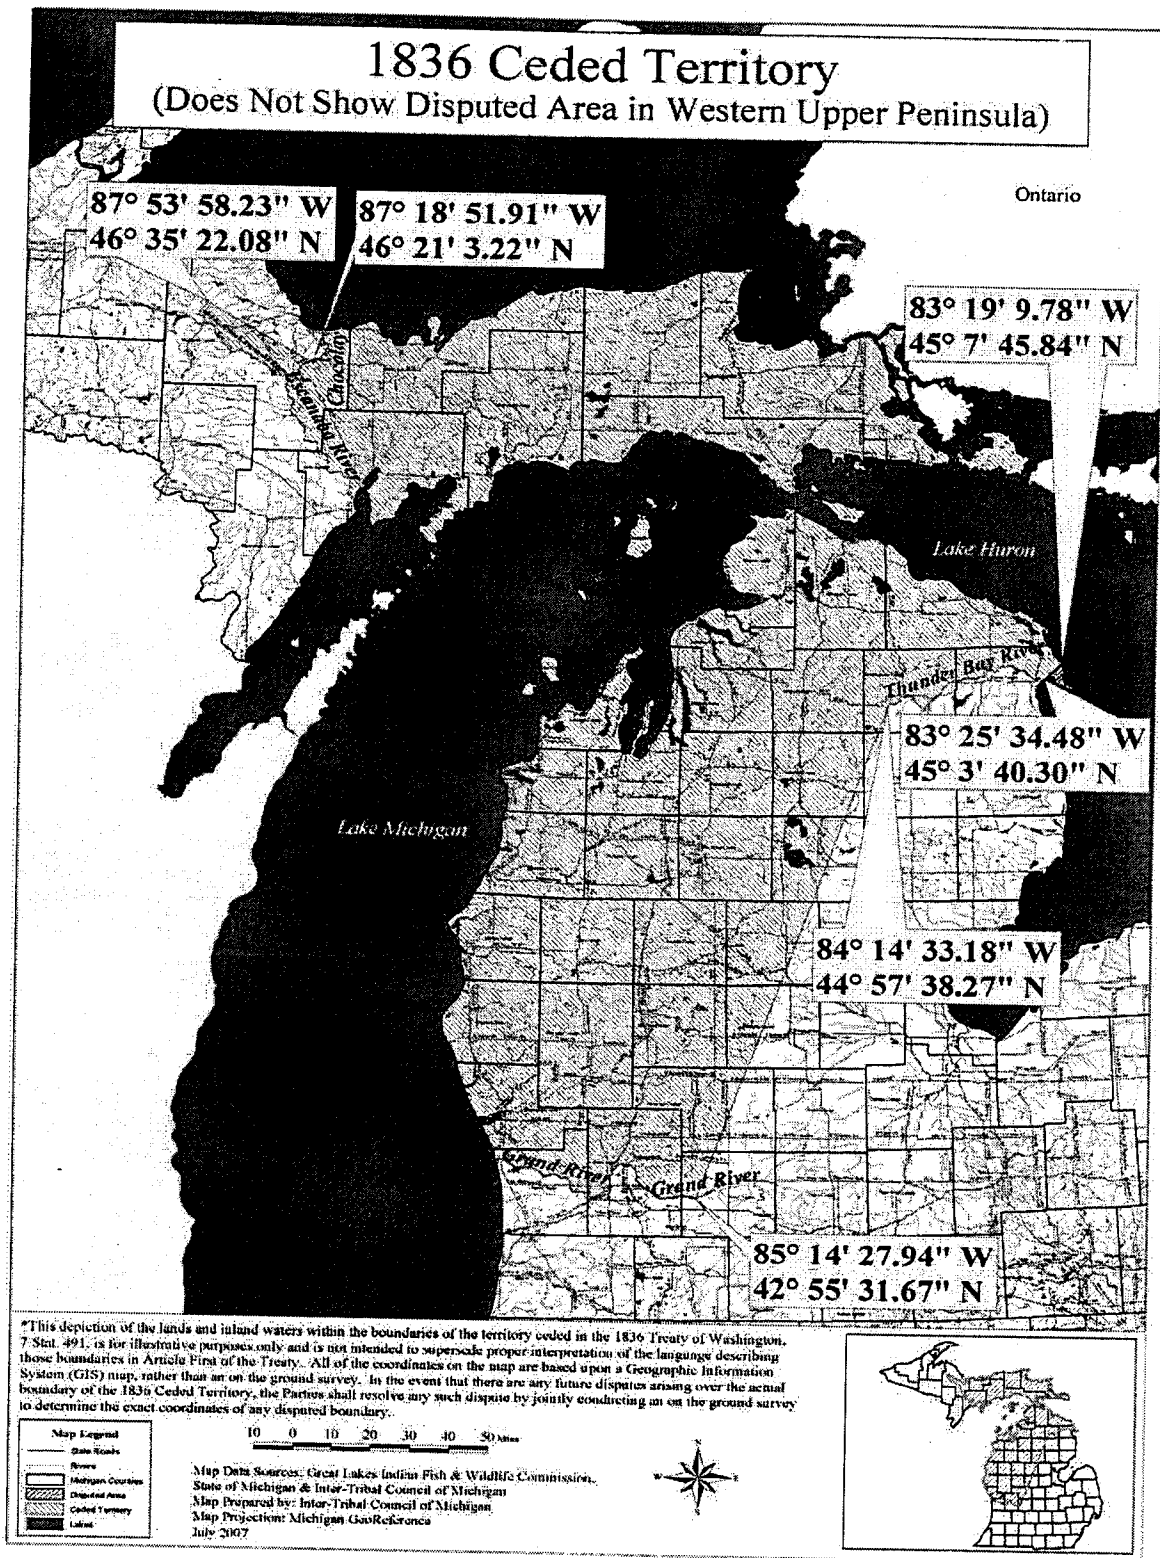 1836 Ceded Territory
(Does Not Show Disputed Area in Western Upper Peninsula)
Ontario
87° 53' 58.23" W
46° 35' 22.08" N
87° 18' 51.91" W
46° 21' 3.22" N
83° 19' 9.78" W
45° 7' 45.84" N
Chocolay
Escanaba River
Lake Huron
Thunder Bay River
83° 25' 34.48" W
45° 3' 40.30" N
Lake Michigan
84° 14' 33.18" W
44° 57' 38.27" N
Grand River
Grand River
85° 14' 27.94" W
42° 55' 31.67" N
*This depiction of the lands and inland waters within the boundaries of the territory ceded in the 1836 Treaty of Washington,
7 Stat. 491, is for illustrative purposes only and is not intended to supersede proper interpretation of the language describing
those boundaries in Article First of the Treaty. All of the coordinates on the map are based upon a Geographic Information
System (GIS) map, rather than an on the ground survey. In the event that there are any future disputes arising over the actual
boundary of the 1836 Ceded Territory, the Parties shall resolve any such dispute by jointly conducting an on the ground survey
to determine the exact coordinates of any disputed boundary.
Map Legend
State Roads
Rivers
Michigan Counties
Disputed Area
Ceded Territory
Lakes
10 0 10 20 30 40 50 Miles
Map Data Sources: Great Lakes Indian Fish & Wildlife Commission,
State of Michigan & Inter-Tribal Council of Michigan
Map Prepared by: Inter-Tribal Council of Michigan
Map Projection: Michigan GeoReference
July 2007
N
W
E
S